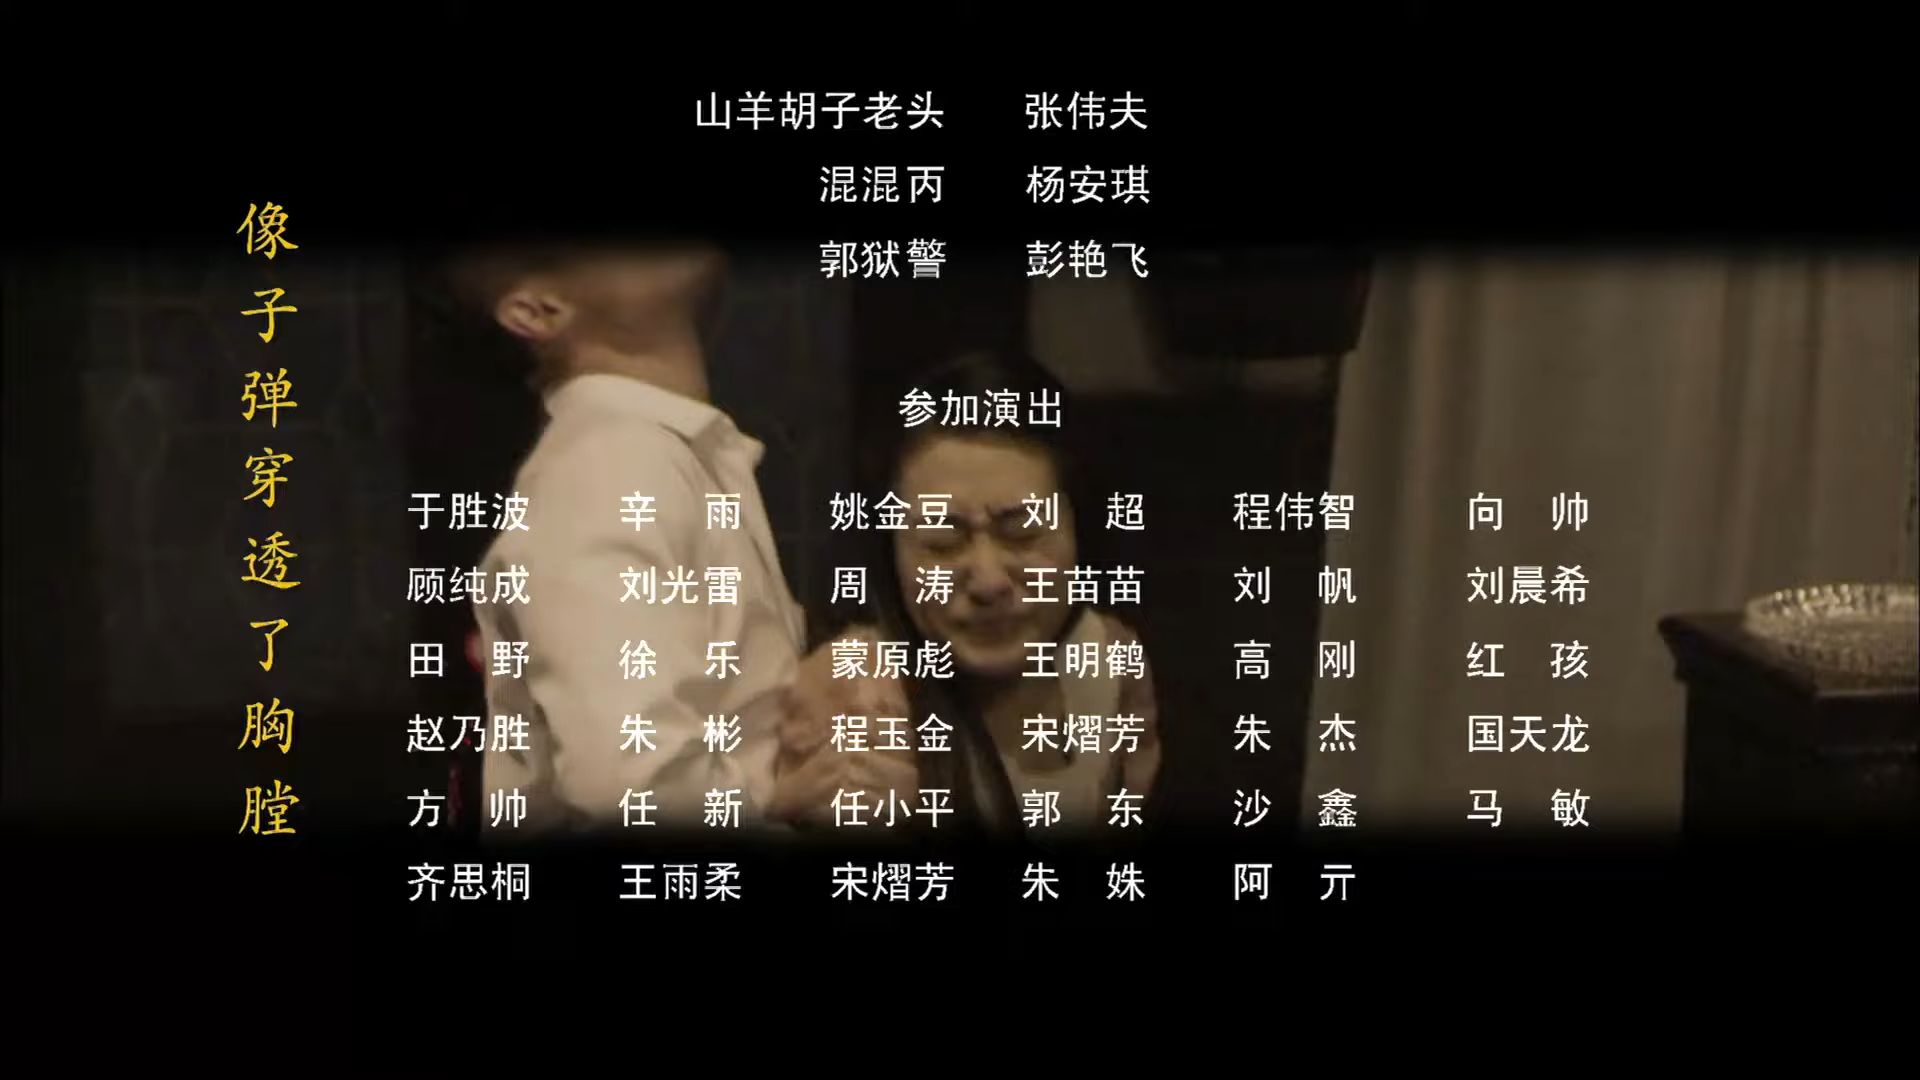 山羊胡子老头 张伟夫
混混丙 杨安琪
郭狱警 彭艳飞
像子弹穿透了胸膛
参加演出
于胜波 辛雨 姚金豆 刘超 程伟智 向帅
顾纯成 刘光雷 周涛 王苗苗 刘帆 刘晨希
田野 徐乐 蒙原彪 王明鹤 高刚 红孩
赵乃胜 朱彬 程玉金 宋熠芳 朱杰 国天龙
方帅 任新 任小平 郭东 沙鑫 马敏
齐思桐 王雨柔 宋熠芳 朱姝 阿亓